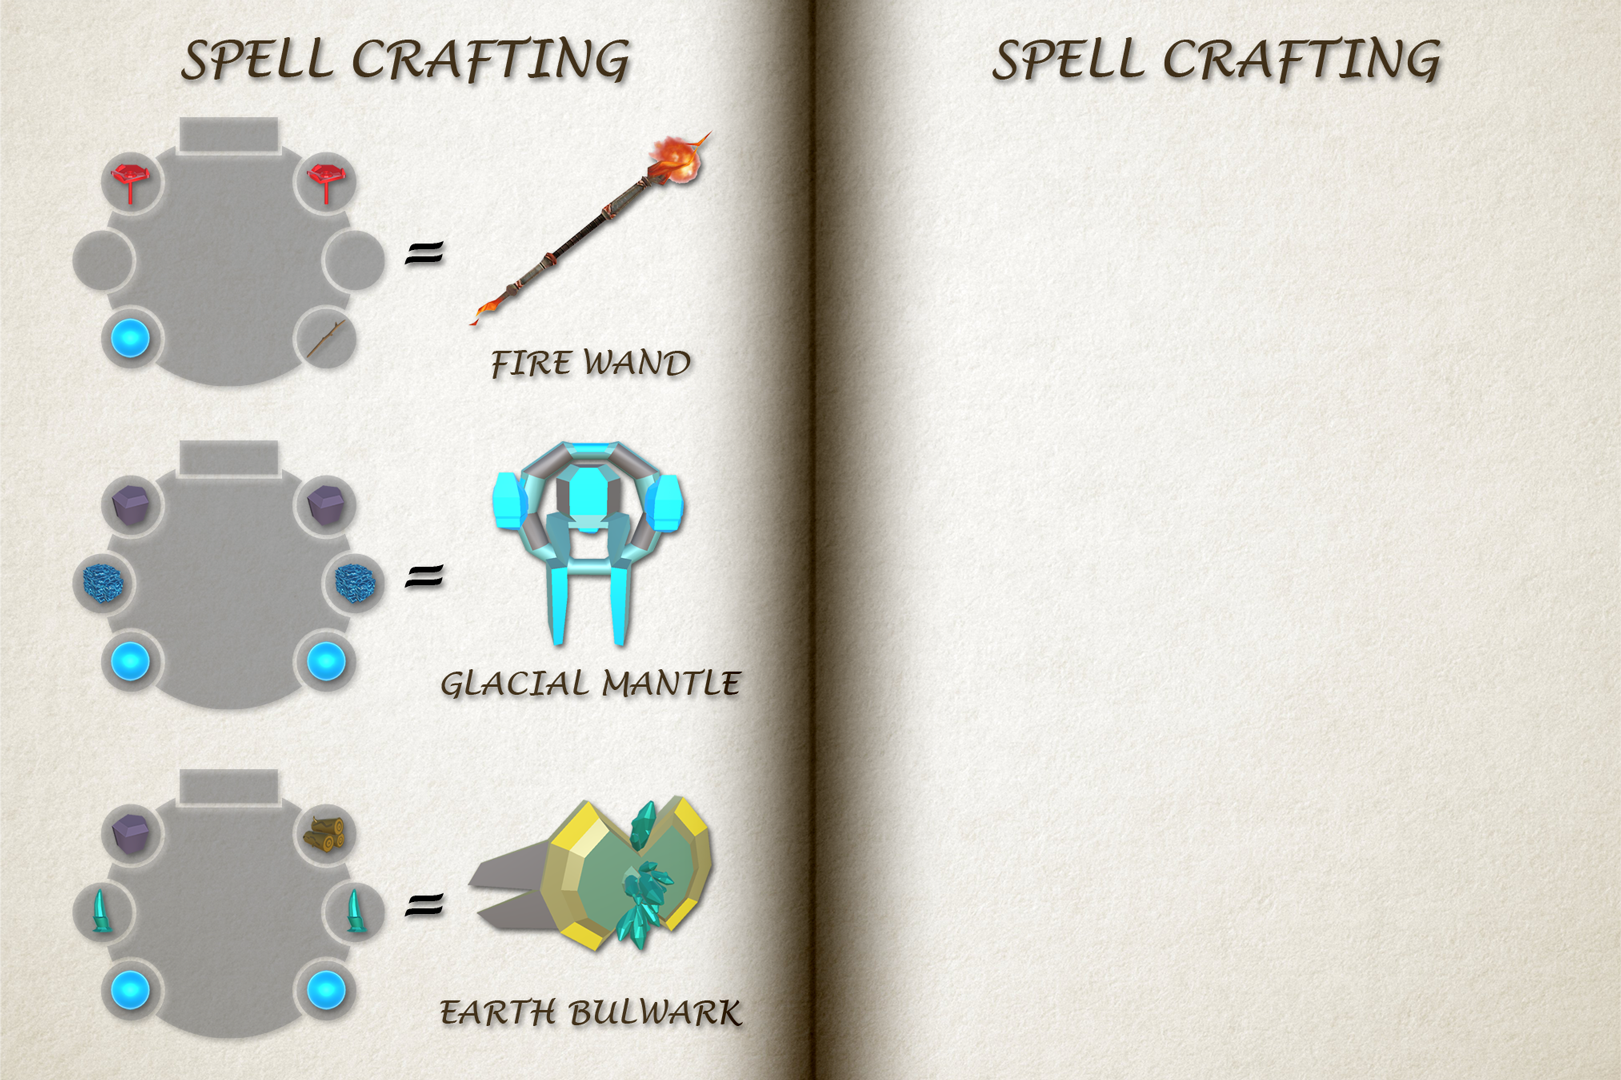 SPELL CRAFTING
=
FIRE WAND
=
GLACIAL MANTLE
=
EARTH BULWARK
SPELL CRAFTING